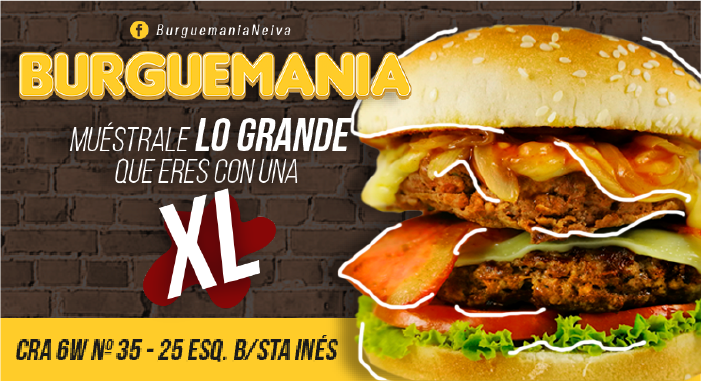 f BurguemaniaNeiva
BURGUEMANIA
MUÉSTRALE LO GRANDE
QUE ERES CON UNA
XL
CRA 6W Nº 35 - 25 ESQ. B/STA INÉS